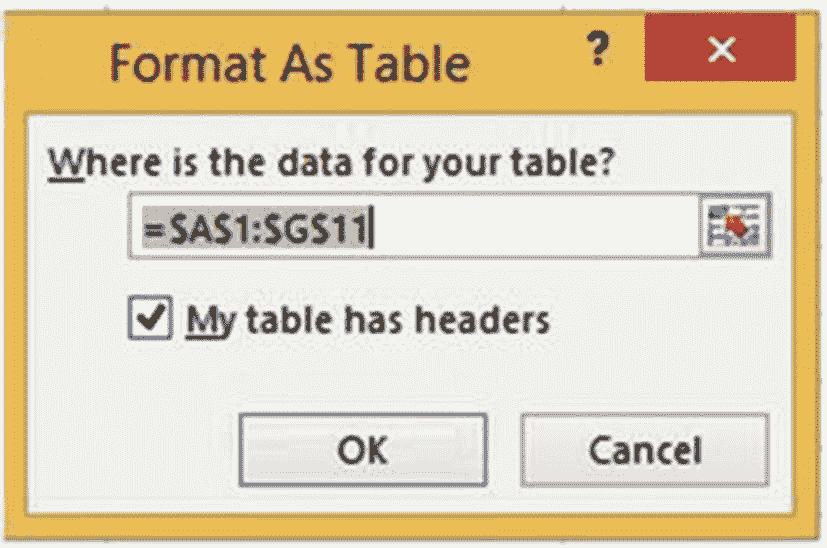 Format As Table ?
Where is the data for your table?
=$A$1:$G$11
My table has headers
OK Cancel